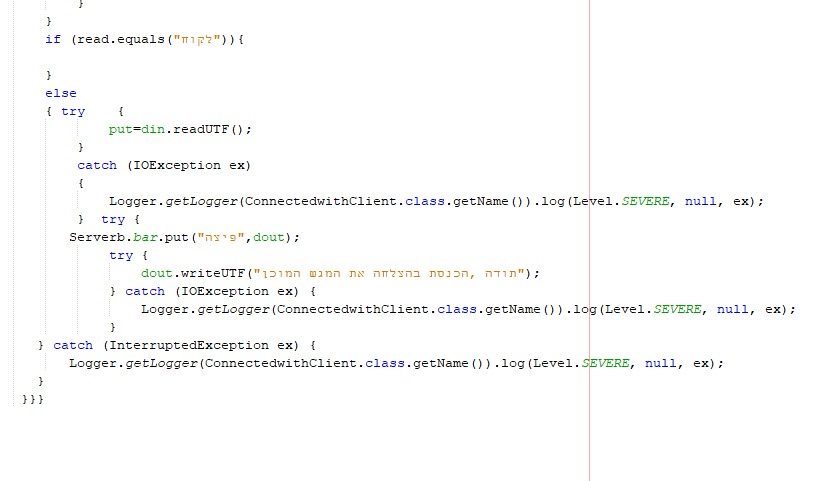 }
}
if (read.equals("לקוח")){
}
else
{ try {
put=din.readUTF();
}
catch (IOException ex)
{
Logger.getLogger(ConnectedwithClient.class.getName()).log(Level.SEVERE, null, ex);
} try {
Serverb.bar.put("פיצה",dout);
try {
dout.writeUTF("תודה ,הכנסת בהצלחה את המגש המוכן");
} catch (IOException ex) {
Logger.getLogger(ConnectedwithClient.class.getName()).log(Level.SEVERE, null, ex);
}
} catch (InterruptedException ex) {
Logger.getLogger(ConnectedwithClient.class.getName()).log(Level.SEVERE, null, ex);
}
}}}